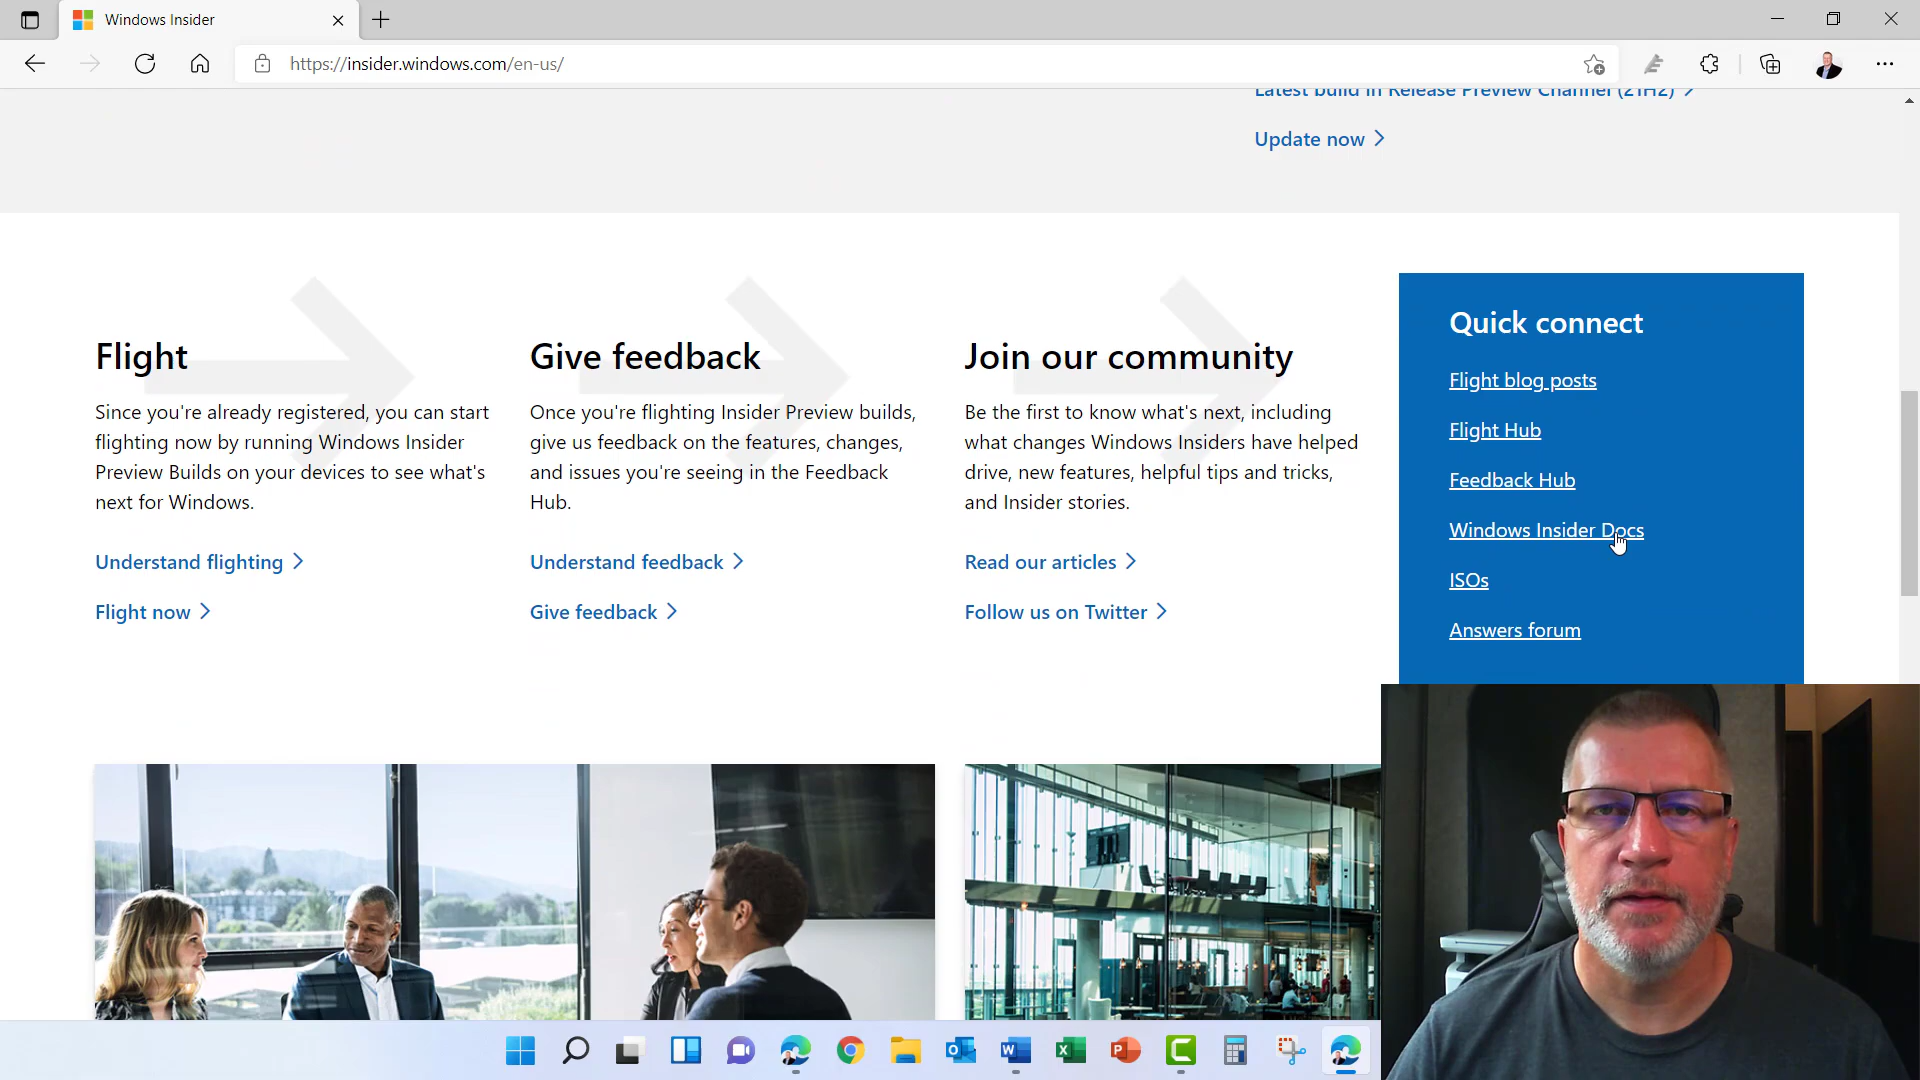 Windows Insider
https://insider.windows.com/en-us/
Latest build in Release Preview Channel (21H2)
Update now
Flight
Since you're already registered, you can start
flighting now by running Windows Insider
Preview Builds on your devices to see what's
next for Windows.
Understand flighting
Flight now
Give feedback
Once you're flighting Insider Preview builds,
give us feedback on the features, changes,
and issues you're seeing in the Feedback
Hub.
Understand feedback
Give feedback
Join our community
Be the first to know what's next, including
what changes Windows Insiders have helped
drive, new features, helpful tips and tricks,
and Insider stories.
Read our articles
Follow us on Twitter
Quick connect
Flight blog posts
Flight Hub
Feedback Hub
Windows Insider Docs
ISOs
Answers forum